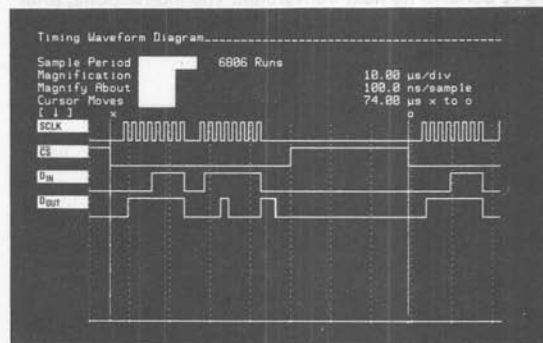 Timing Waveform Diagram
Sample Period 6806 Runs
Magnification 10.00 µs/div
Magnify About 100.0 ns/sample
Cursor Moves 74.00 µs x to o
[ ↓ ] x o
SCLK
CS
DIN
DOUT